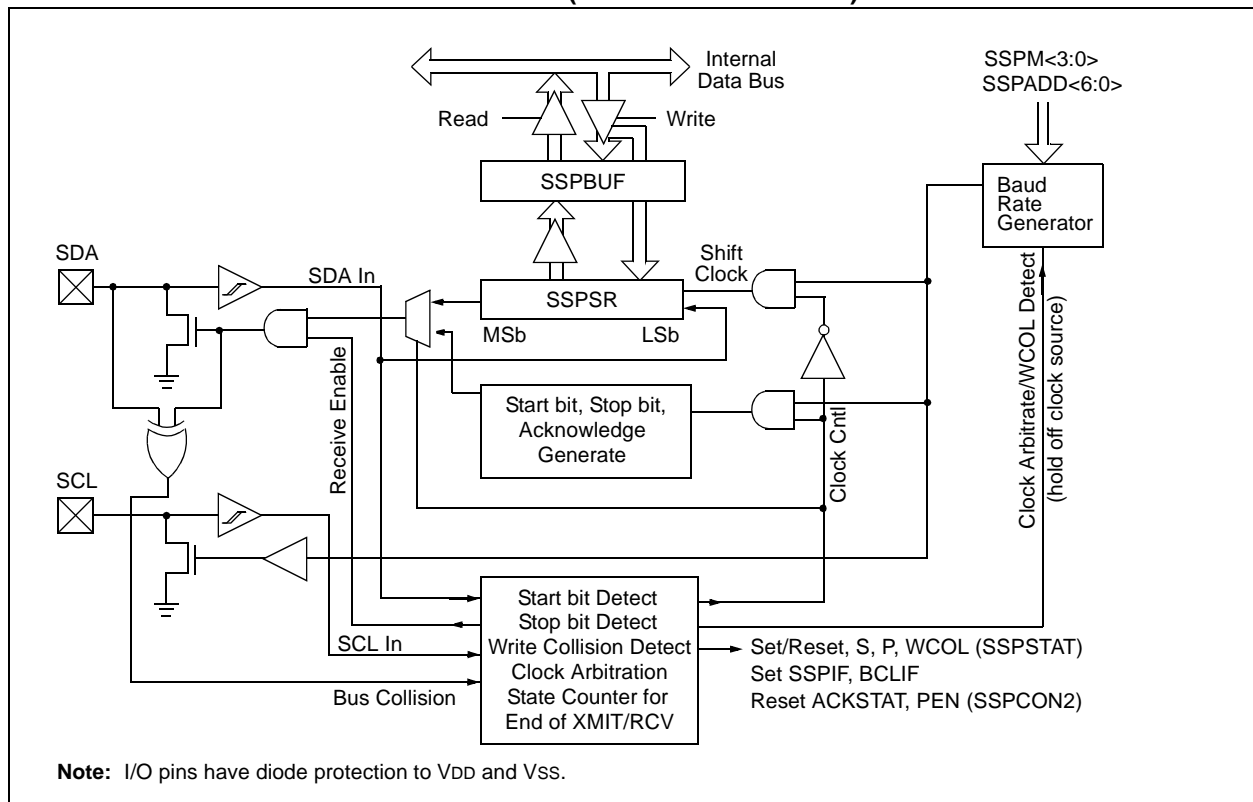 Internal
Data Bus
Read
Write
SSPM<3:0>
SSPADD<6:0>
SSPBUF
Baud
Rate
Generator
SDA
SDA In
Shift
Clock
SSPSR
MSb
LSb
Receive Enable
Start bit, Stop bit,
Acknowledge
Generate
Clock Cntl
Clock Arbitrate/WCOL Detect
(hold off clock source)
SCL
SCL In
Bus Collision
Start bit Detect
Stop bit Detect
Write Collision Detect
Clock Arbitration
State Counter for
End of XMIT/RCV
Set/Reset, S, P, WCOL (SSPSTAT)
Set SSPIF, BCLIF
Reset ACKSTAT, PEN (SSPCON2)
Note: I/O pins have diode protection to VDD and VSS.